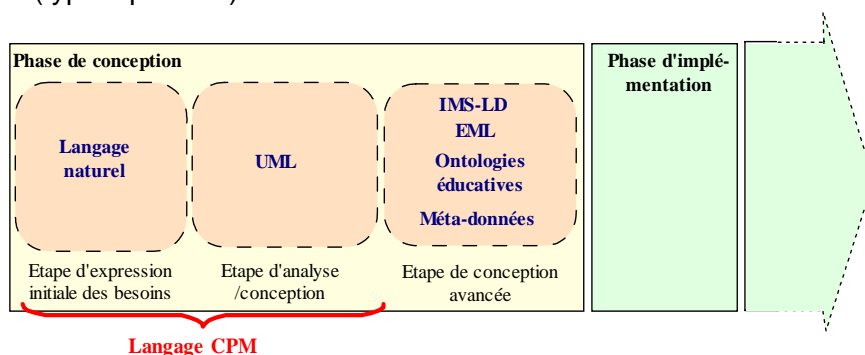 Phase de conception
Phase d'implé-
mentation
Langage
naturel
UML
IMS-LD
EML
Ontologies
éducatives
Méta-données
Etape d'expression
initiale des besoins
Etape d'analyse
/conception
Etape de conception
avancée
Langage CPM